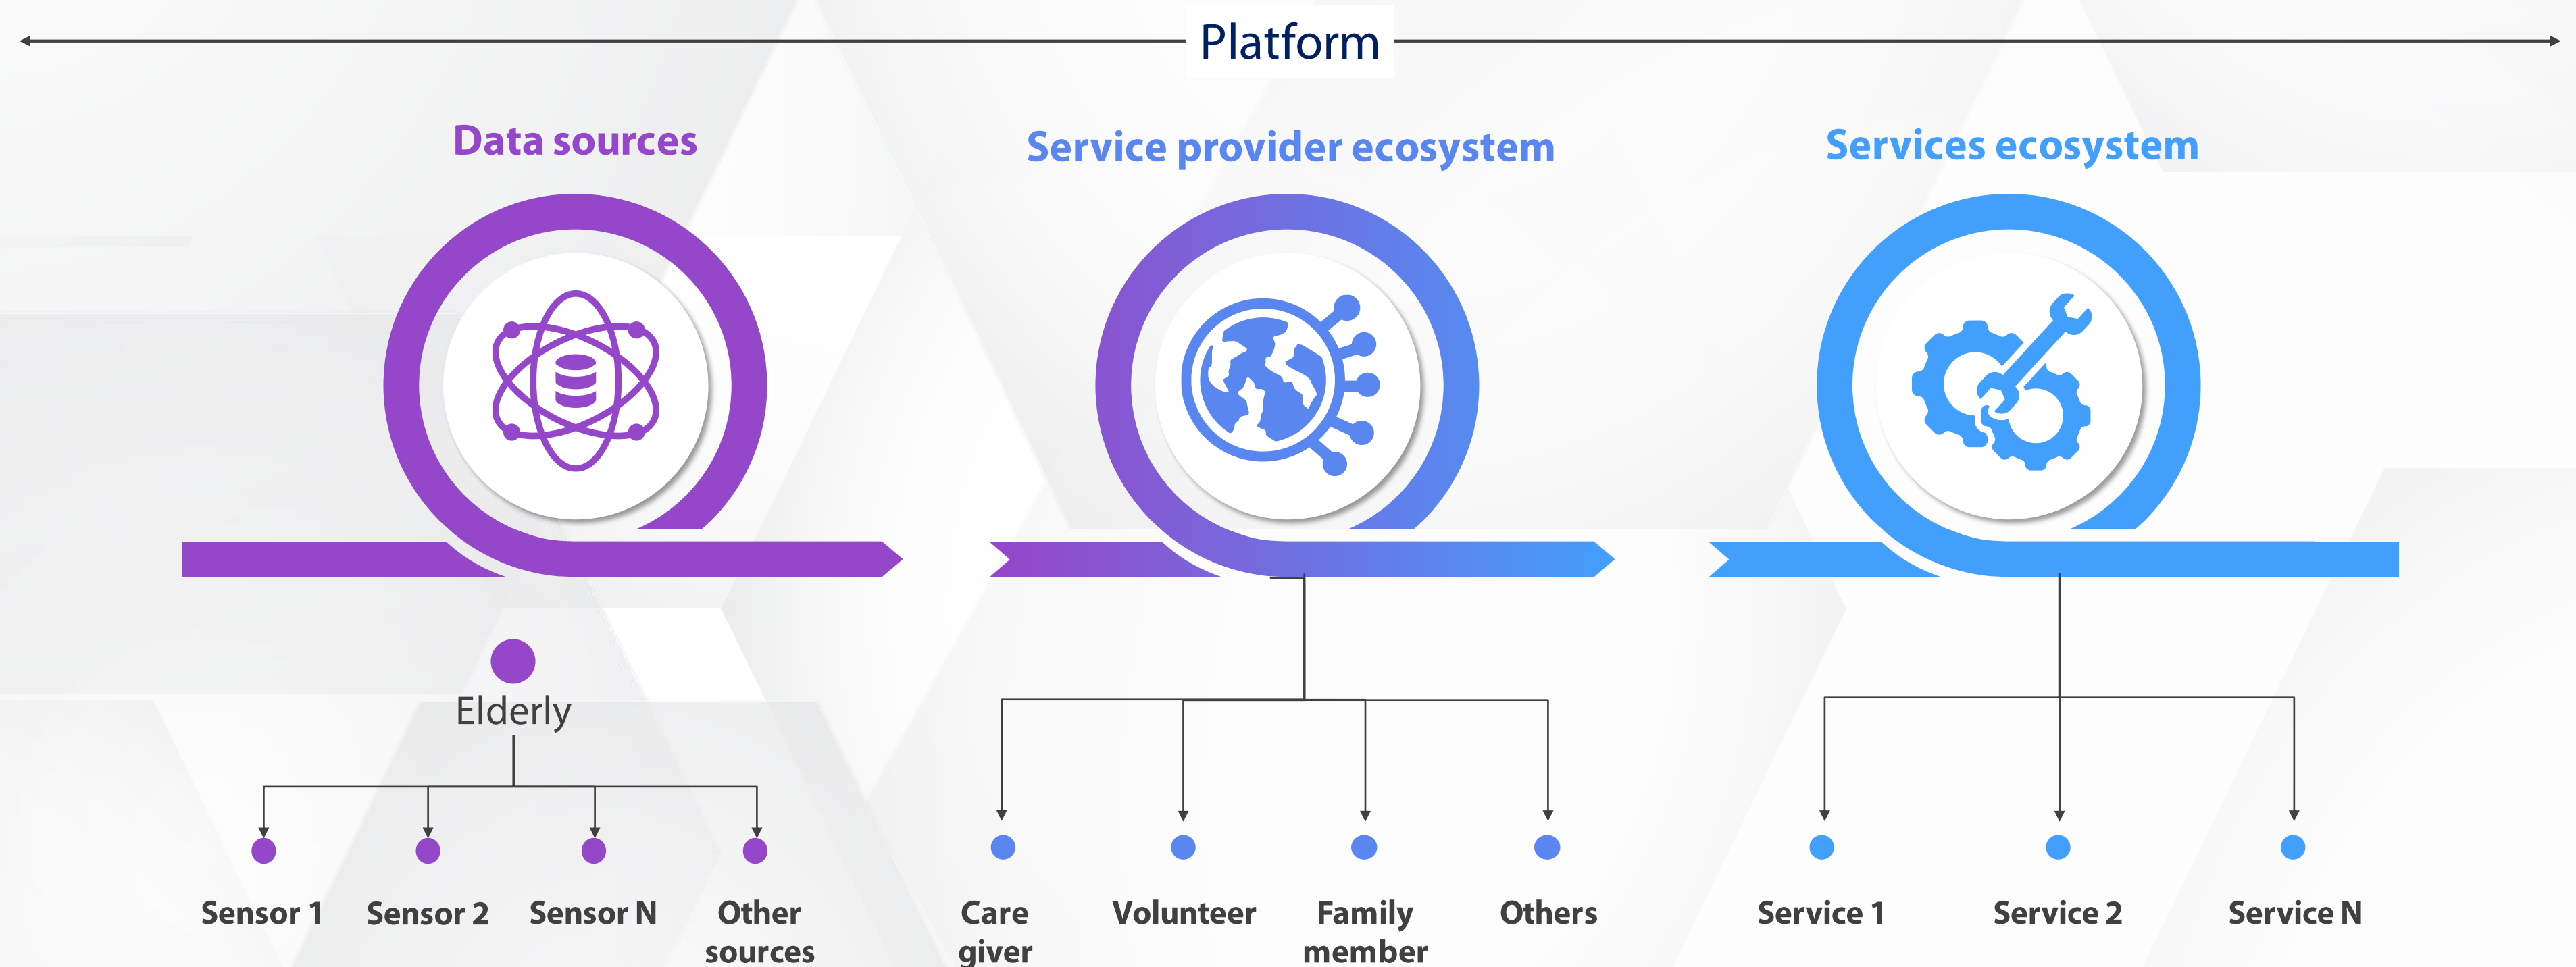 Platform
Data sources
Service provider ecosystem
Services ecosystem
Elderly
Sensor 1
Sensor 2
Sensor N
Other
sources
Care
giver
Volunteer
Family
member
Others
Service 1
Service 2
Service N